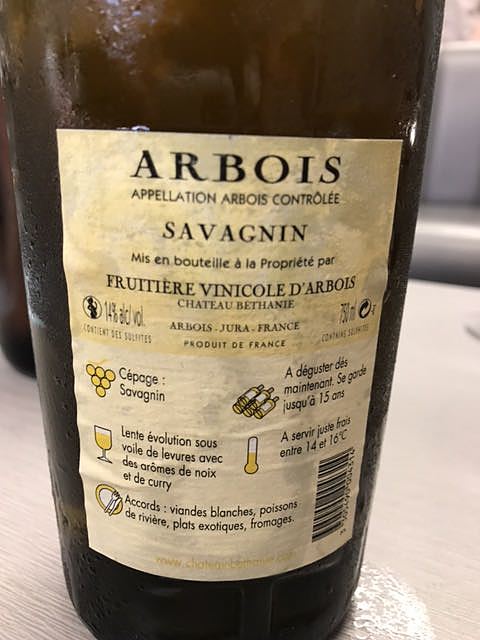 ARBOIS
APPELLATION ARBOIS CONTRÔLÉE
SAVAGNIN
Mis en bouteille à la Propriété par
FRUITIÈRE VINICOLE D'ARBOIS
CHATEAU BÉTHANIE
14% alc/ vol.
750 ml
ARBOIS - JURA - FRANCE
CONTIENT DES SULFITES
CONTAINS SULPHITES
PRODUIT DE FRANCE
Cépage :
Savagnin
A déguster dès
maintenant. Se garde
jusqu'à 15 ans
Lente évolution sous
voile de levures avec
des arômes de noix
et de curry
A servir juste frais
entre 14 et 16°C
Accords : viandes blanches, poissons
de rivière, plats exotiques, fromages.